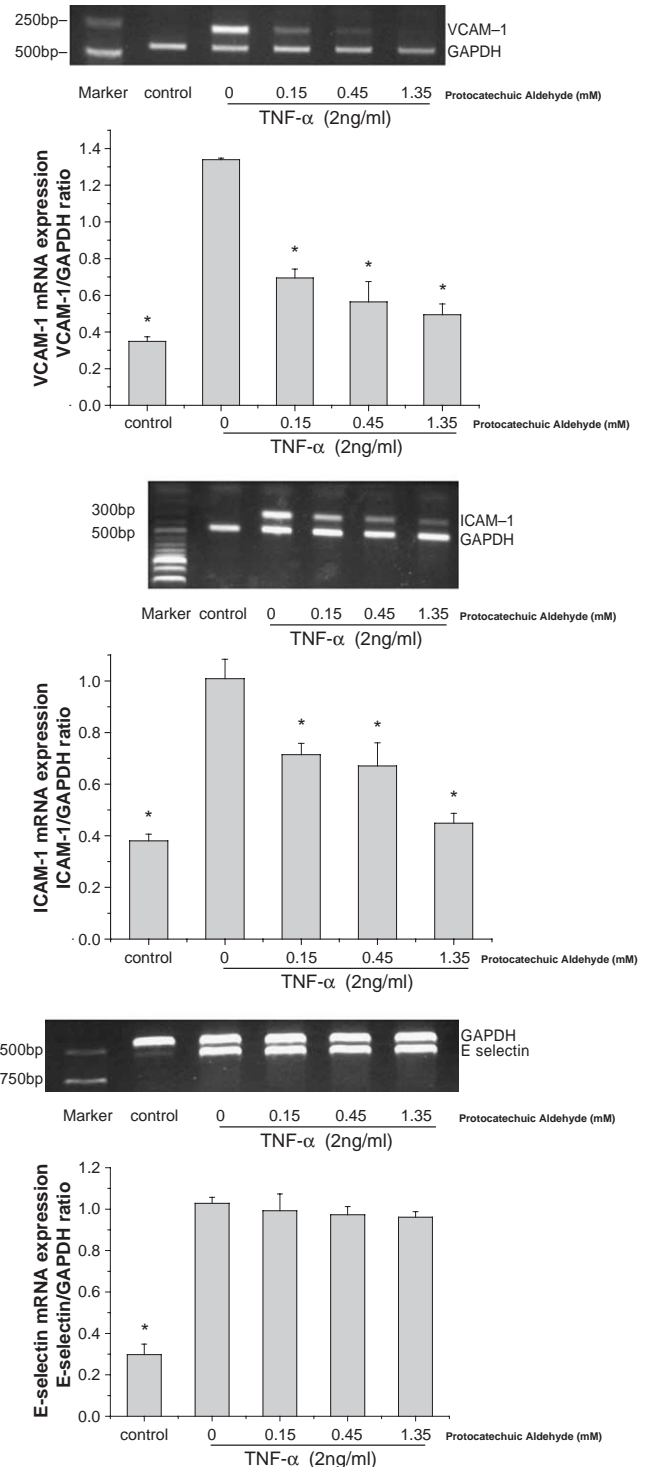 250bp–
VCAM–1
500bp–
GAPDH
Marker control 0 0.15 0.45 1.35 Protocatechuic Aldehyde (mM)
TNF-α (2ng/ml)
VCAM-1 mRNA expression
VCAM-1/GAPDH ratio
1.4
1.2
1.0
0.8
0.6
0.4
0.2
0.0
* * * *
control 0 0.15 0.45 1.35 Protocatechuic Aldehyde (mM)
TNF-α (2ng/ml)
300bp
ICAM–1
500bp
GAPDH
Marker control 0 0.15 0.45 1.35 Protocatechuic Aldehyde (mM)
TNF-α (2ng/ml)
ICAM-1 mRNA expression
ICAM-1/GAPDH ratio
1.0
0.8
0.6
0.4
0.2
0.0
* * * *
control 0 0.15 0.45 1.35 Protocatechuic Aldehyde (mM)
TNF-α (2ng/ml)
GAPDH
500bp
E selectin
750bp
Marker control 0 0.15 0.45 1.35 Protocatechuic Aldehyde (mM)
TNF-α (2ng/ml)
E-selectin mRNA expression
E-selectin/GAPDH ratio
1.2
1.0
0.8
0.6
0.4
0.2
0.0
*
control 0 0.15 0.45 1.35 Protocatechuic Aldehyde (mM)
TNF-α (2ng/ml)